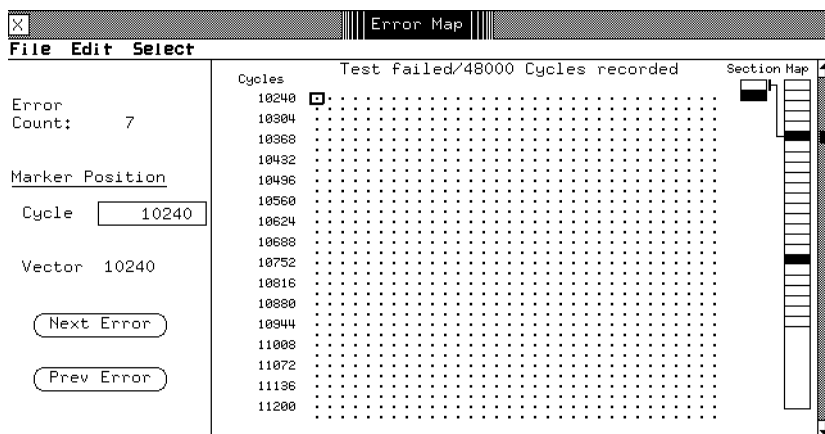 X
Error Map
File Edit Select
Test failed/48000 Cycles recorded
Section Map
Cycles
Error
Count: 7
Marker Position
Cycle 10240
Vector 10240
Next Error
Prev Error
10240
10304
10368
10432
10496
10560
10624
10688
10752
10816
10880
10944
11008
11072
11136
11200